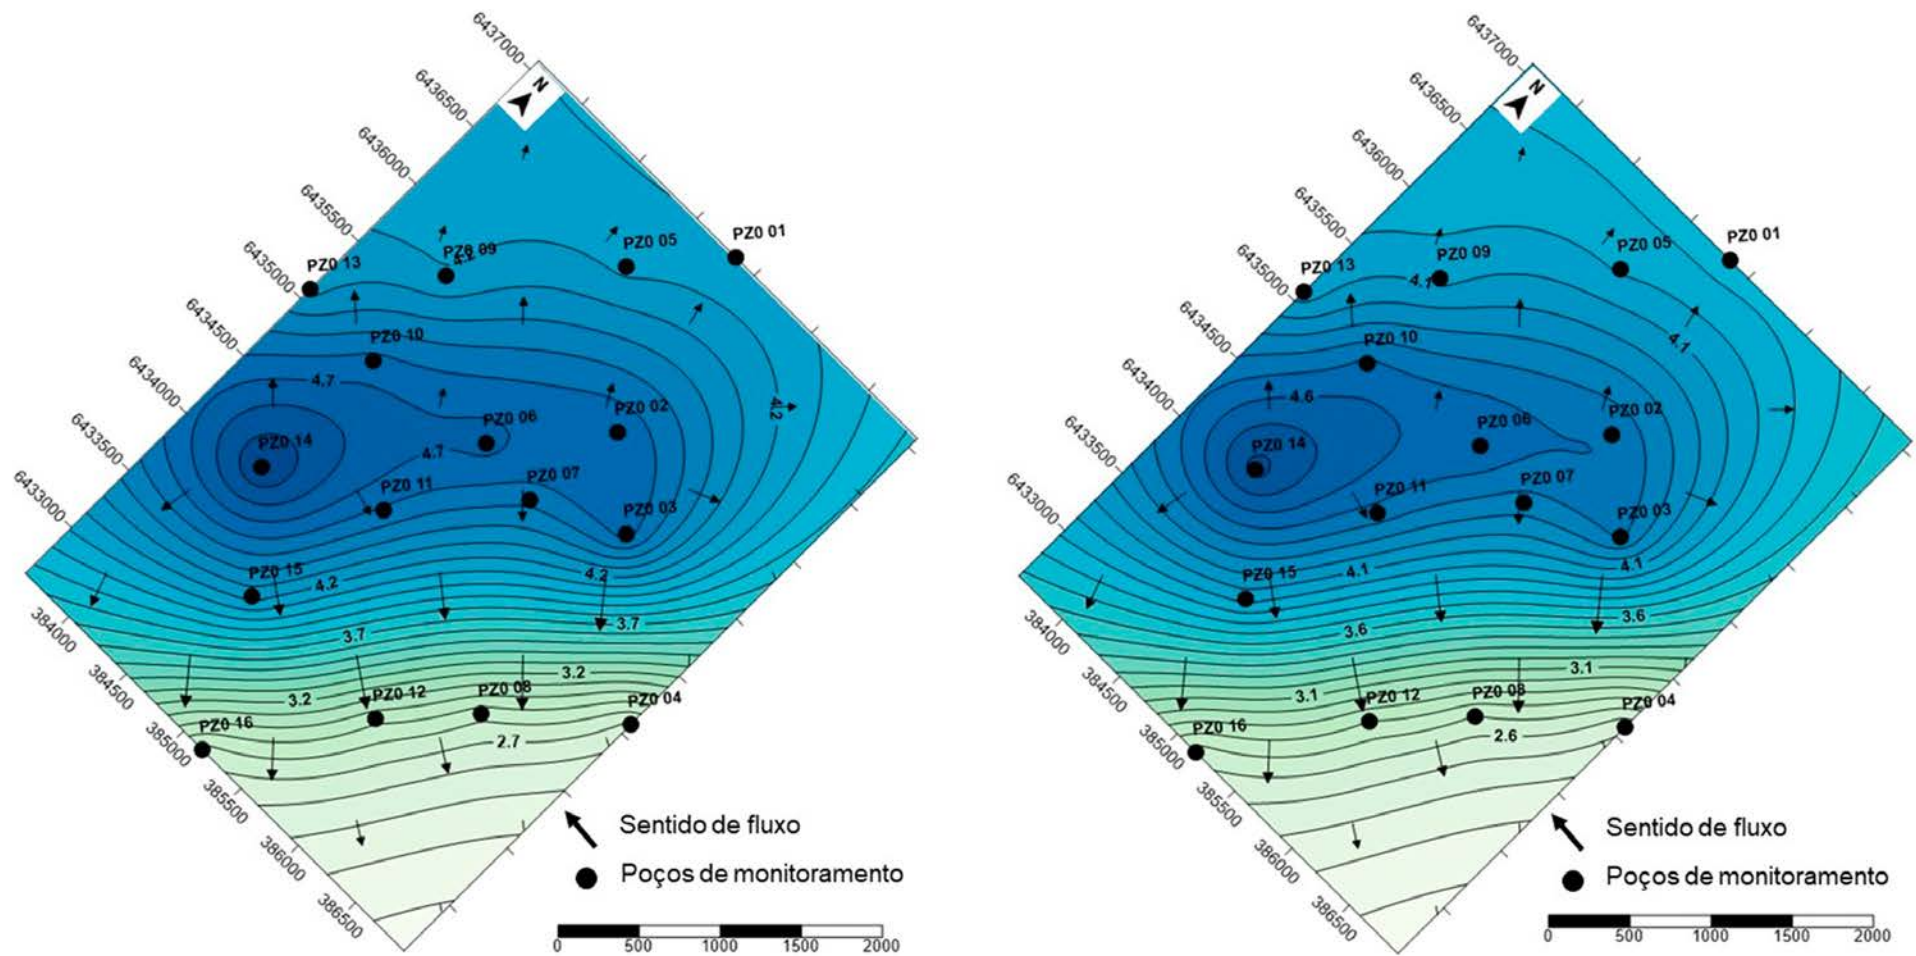 N
6437000
6436500
6436000
6435500
6435000
6434500
6434000
6433500
6433000
384000
384500
385000
385500
386000
386500
PZ0 01
PZ0 05
PZ0 09
4.2
PZ0 13
PZ0 10
4.7
PZ0 02
4.2
PZ0 06
PZ0 14
4.7
PZ0 07
PZ0 11
PZ0 03
PZ0 15
4.2
4.2
3.7
3.7
3.2
3.2
PZ0 12
PZ0 08
PZ0 04
PZ0 16
2.7
Sentido de fluxo
Poços de monitoramento
0 500 1000 1500 2000
N
6437000
6436500
6436000
6435500
6435000
6434500
6434000
6433500
6433000
384000
384500
385000
385500
386000
386500
PZ0 01
PZ0 05
PZ0 09
PZ0 13
4.1
PZ0 10
4.1
4.6
PZ0 02
PZ0 06
PZ0 14
PZ0 07
PZ0 11
PZ0 03
PZ0 15
4.1
4.1
3.6
3.6
3.1
3.1
PZ0 12
PZ0 08
PZ0 04
PZ0 16
2.6
Sentido de fluxo
Poços de monitoramento
0 500 1000 1500 2000